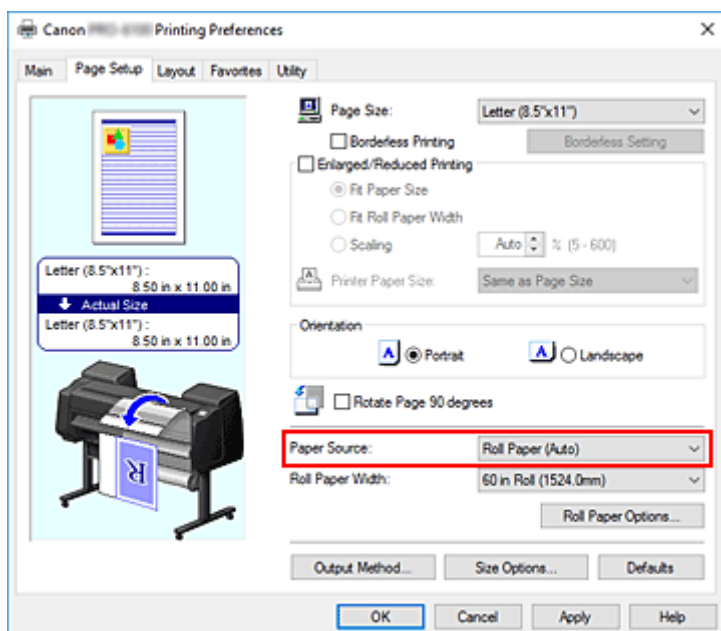 Canon Printing Preferences
Main Page Setup Layout Favorites Utility
Page Size: Letter (8.5"x11")
Borderless Printing Borderless Setting
Enlarged/Reduced Printing
Fit Paper Size
Fit Roll Paper Width
Scaling Auto % (5 - 600)
Printer Paper Size: Same as Page Size
Letter (8.5"x11") :
8.50 in x 11.00 in
Actual Size
Letter (8.5"x11") :
8.50 in x 11.00 in
Orientation
A Portrait A Landscape
Rotate Page 90 degrees
R
Paper Source: Roll Paper (Auto)
Roll Paper Width: 60 in Roll (1524.0mm)
Roll Paper Options...
Output Method... Size Options... Defaults
OK Cancel Apply Help